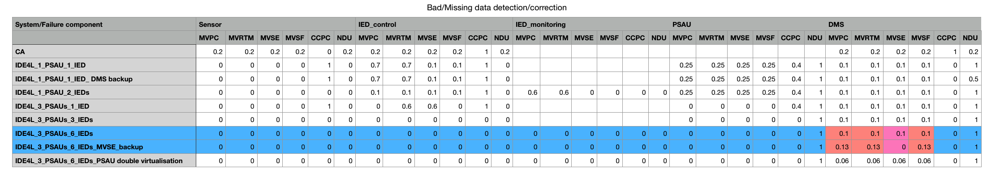 Bad/Missing data detection/correction
System/Failure component Sensor IED_control IED_monitoring PSAU DMS
MVPC MVRTM MVSE MVSF CCPC NDU MVPC MVRTM MVSE MVSF CCPC NDU MVPC MVRTM MVSE MVSF CCPC NDU MVPC MVRTM MVSE MVSF CCPC NDU MVPC MVRTM MVSE MVSF CCPC NDU
CA 0.2 0.2 0.2 0.2 0 0.2 0.2 0.2 0.2 0.2 1 0.2 0.2 0.2 0.2 0.2 1 0.2
IDE4L_1_PSAU_1_IED 0 0 0 0 1 0 0.7 0.7 0.1 0.1 1 0 0.25 0.25 0.25 0.25 0.4 1 0.1 0.1 0.1 0.1 0 1
IDE4L_1_PSAU_1_IED_ DMS backup 0 0 0 0 1 0 0.7 0.7 0.1 0.1 1 0 0.25 0.25 0.25 0.25 0.4 1 0.1 0.1 0.1 0.1 0 0.5
IDE4L_1_PSAU_2_IEDs 0 0 0 0 0 0 0.1 0.1 0.1 0.1 1 0 0.6 0.6 0 0 0 0 0.25 0.25 0.25 0.25 0.4 1 0.1 0.1 0.1 0.1 0 1
IDE4L_3_PSAUs_1_IED 0 0 0 0 1 0 0 0.6 0.6 0 1 0 0 0 0 0 0.4 1 0.1 0.1 0.1 0.1 0 1
IDE4L_3_PSAUs_3_IEDs 0 0 0 0 0 0 0 0 0 0 0 0 0 0 0 0 0 1 0.1 0.1 0.1 0.1 0 1
IDE4L_3_PSAUs_6_IEDs 0 0 0 0 0 0 0 0 0 0 0 0 0 0 0 0 0 0 0 0 0 0 0 1 0.1 0.1 0.1 0.1 0 1
IDE4L_3_PSAUs_6_IEDs_MVSE_backup 0 0 0 0 0 0 0 0 0 0 0 0 0 0 0 0 0 0 0 0 0 0 0 1 0.13 0.13 0 0.13 0 1
IDE4L_3_PSAUs_6_IEDs_PSAU double virtualisation 0 0 0 0 0 0 0 0 0 0 0 0 0 0 0 0 0 0 0 0 0 0 0 1 0.06 0.06 0.06 0.06 0 1